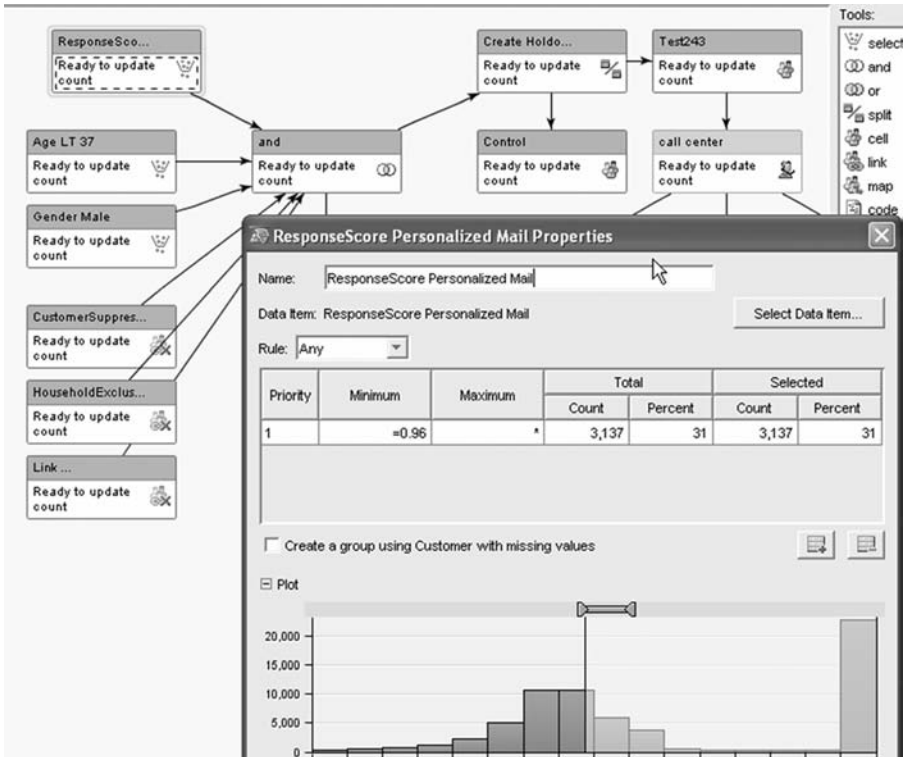 ResponseSco...
Ready to update
count
Create Holdo...
Ready to update
count
Test243
Ready to update
count
Tools:
select
and
or
split
cell
link
map
code
Age LT 37
Ready to update
count
and
Ready to update
count
Control
Ready to update
count
call center
Ready to update
count
Gender Male
Ready to update
count
CustomerSuppres...
Ready to update
count
HouseholdExclus...
Ready to update
count
Link ...
Ready to update
count
ResponseScore Personalized Mail Properties
Name: ResponseScore Personalized Mail
Data Item: ResponseScore Personalized Mail
Select Data Item...
Rule: Any
Priority Minimum Maximum Total Selected
Count Percent Count Percent
1 =0.96 * 3,137 31 3,137 31
Create a group using Customer with missing values
Plot
20,000
15,000
10,000
5,000
0